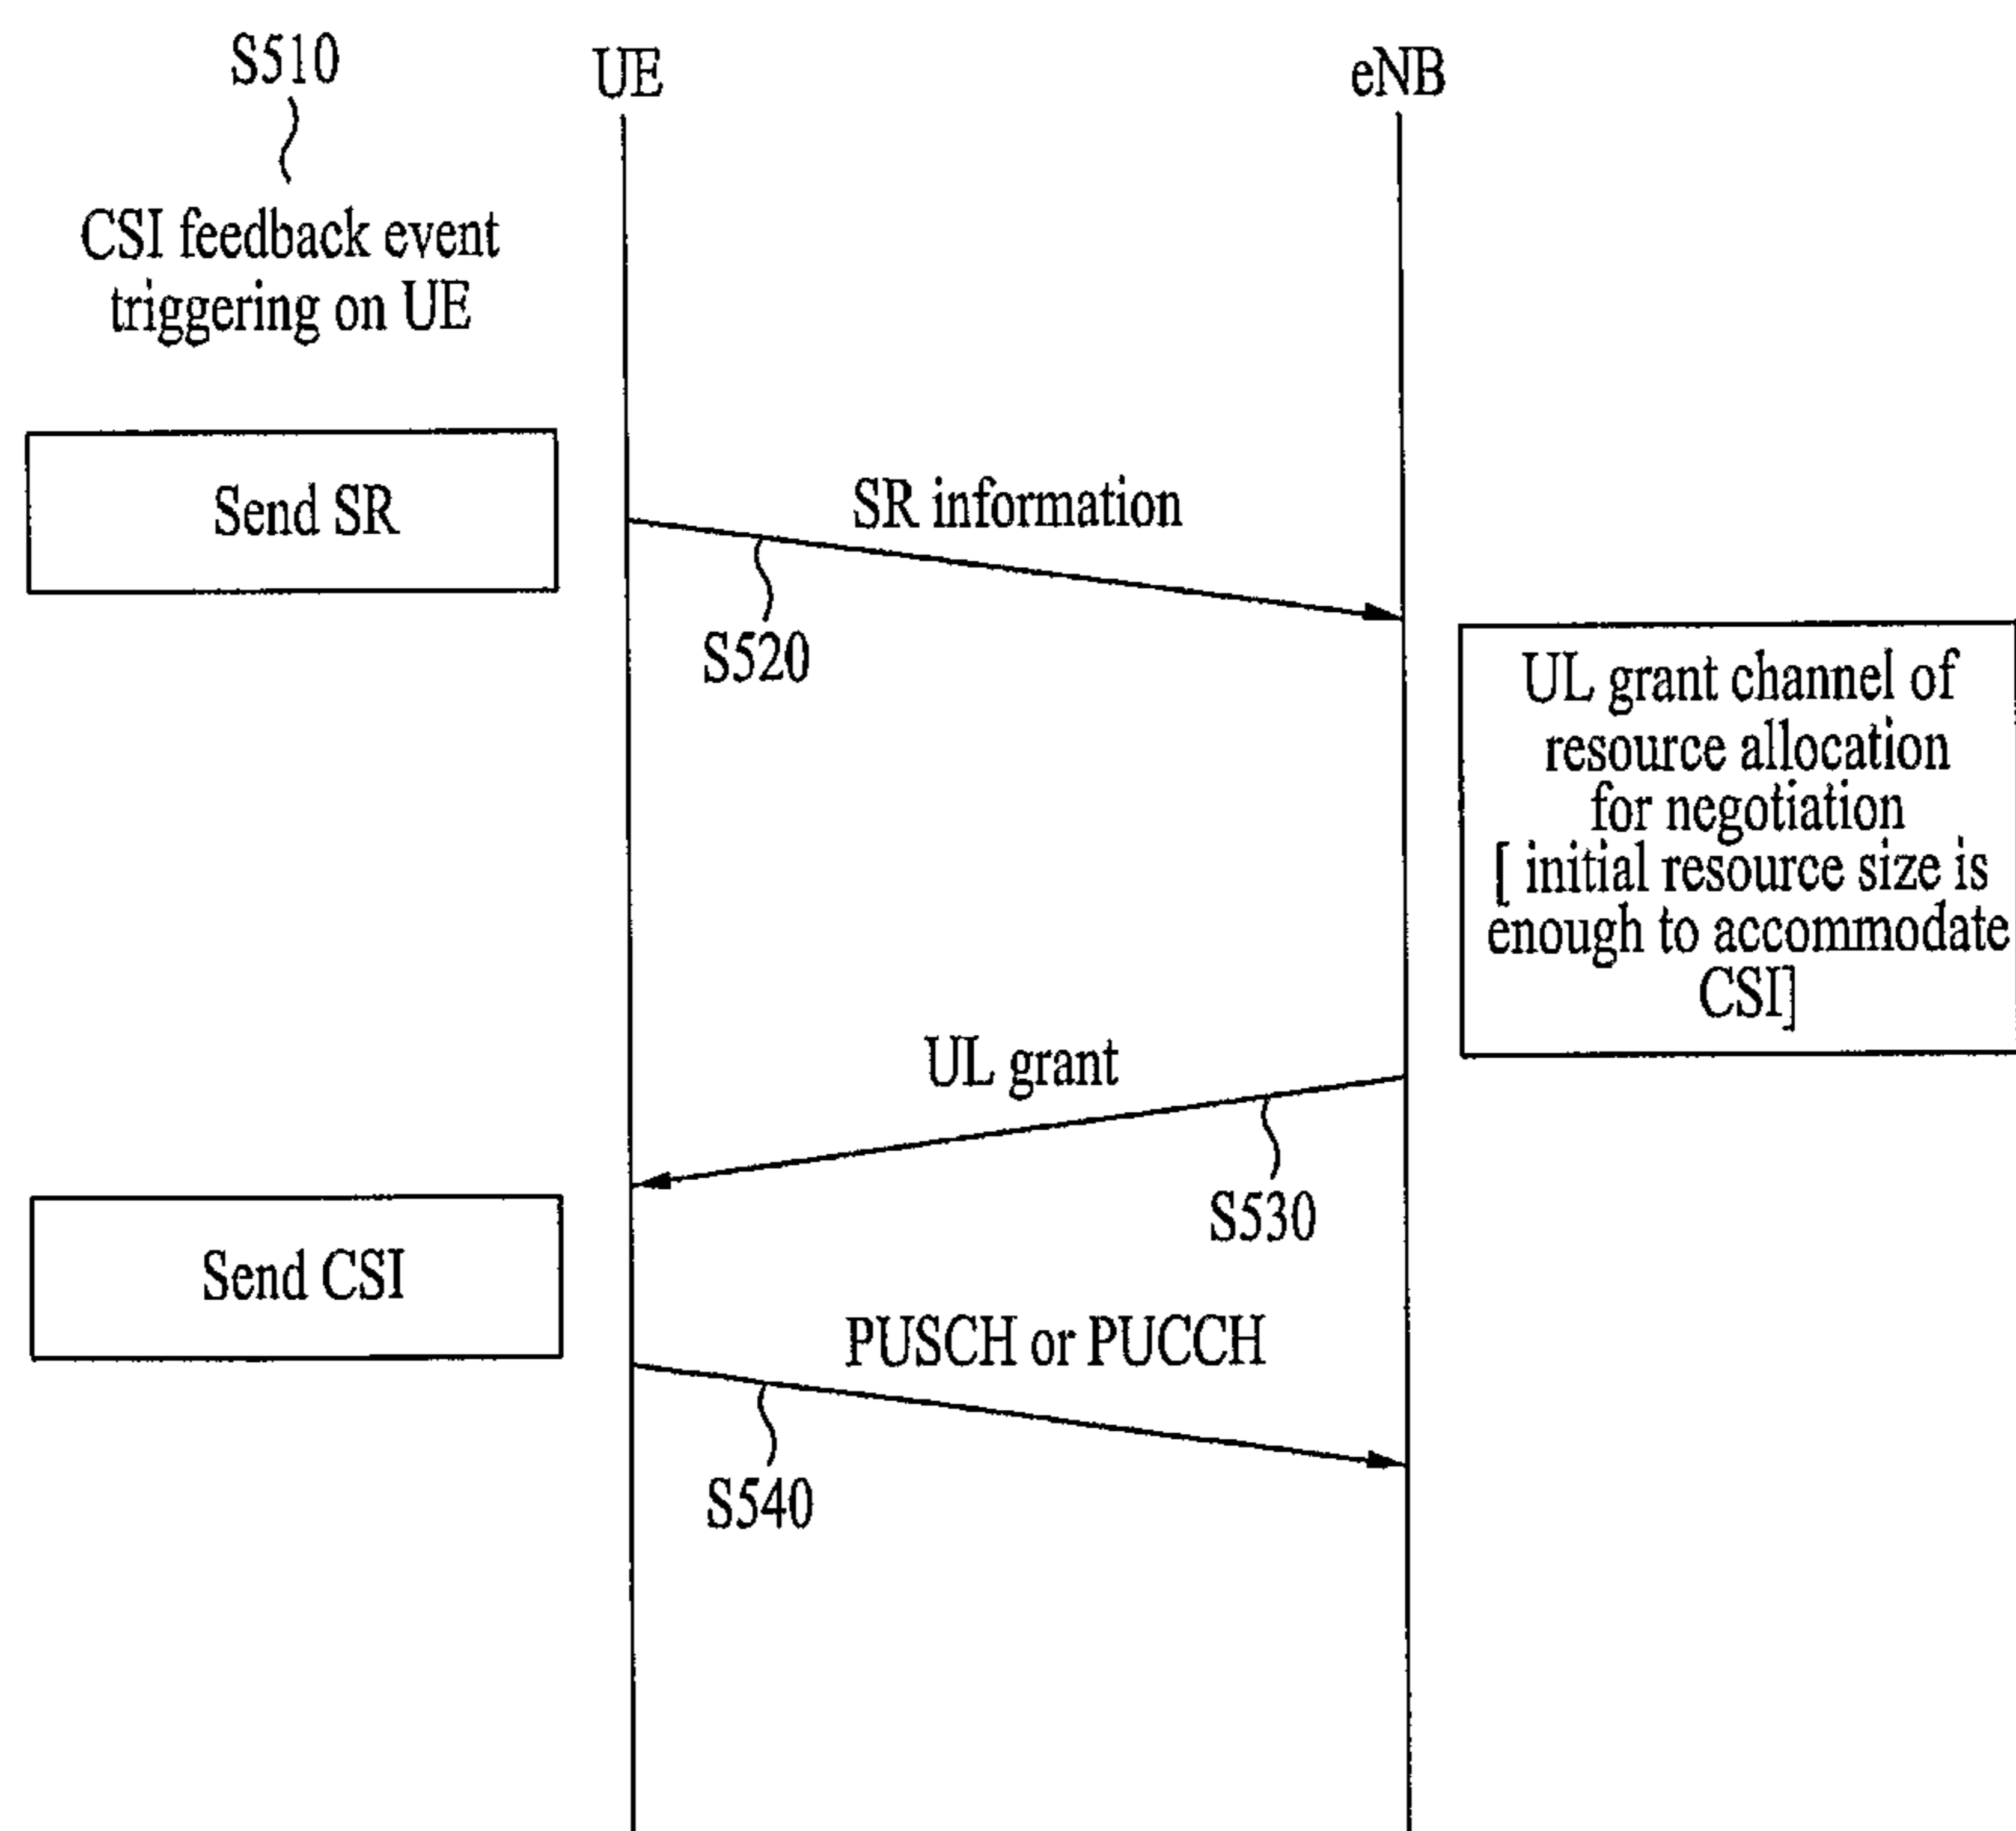 S510
UE
eNB
CSI feedback event
triggering on UE
Send SR
SR information
S520
UL grant channel of
resource allocation
for negotiation
[ initial resource size is
enough to accommodate
CSI]
UL grant
S530
Send CSI
PUSCH or PUCCH
S540